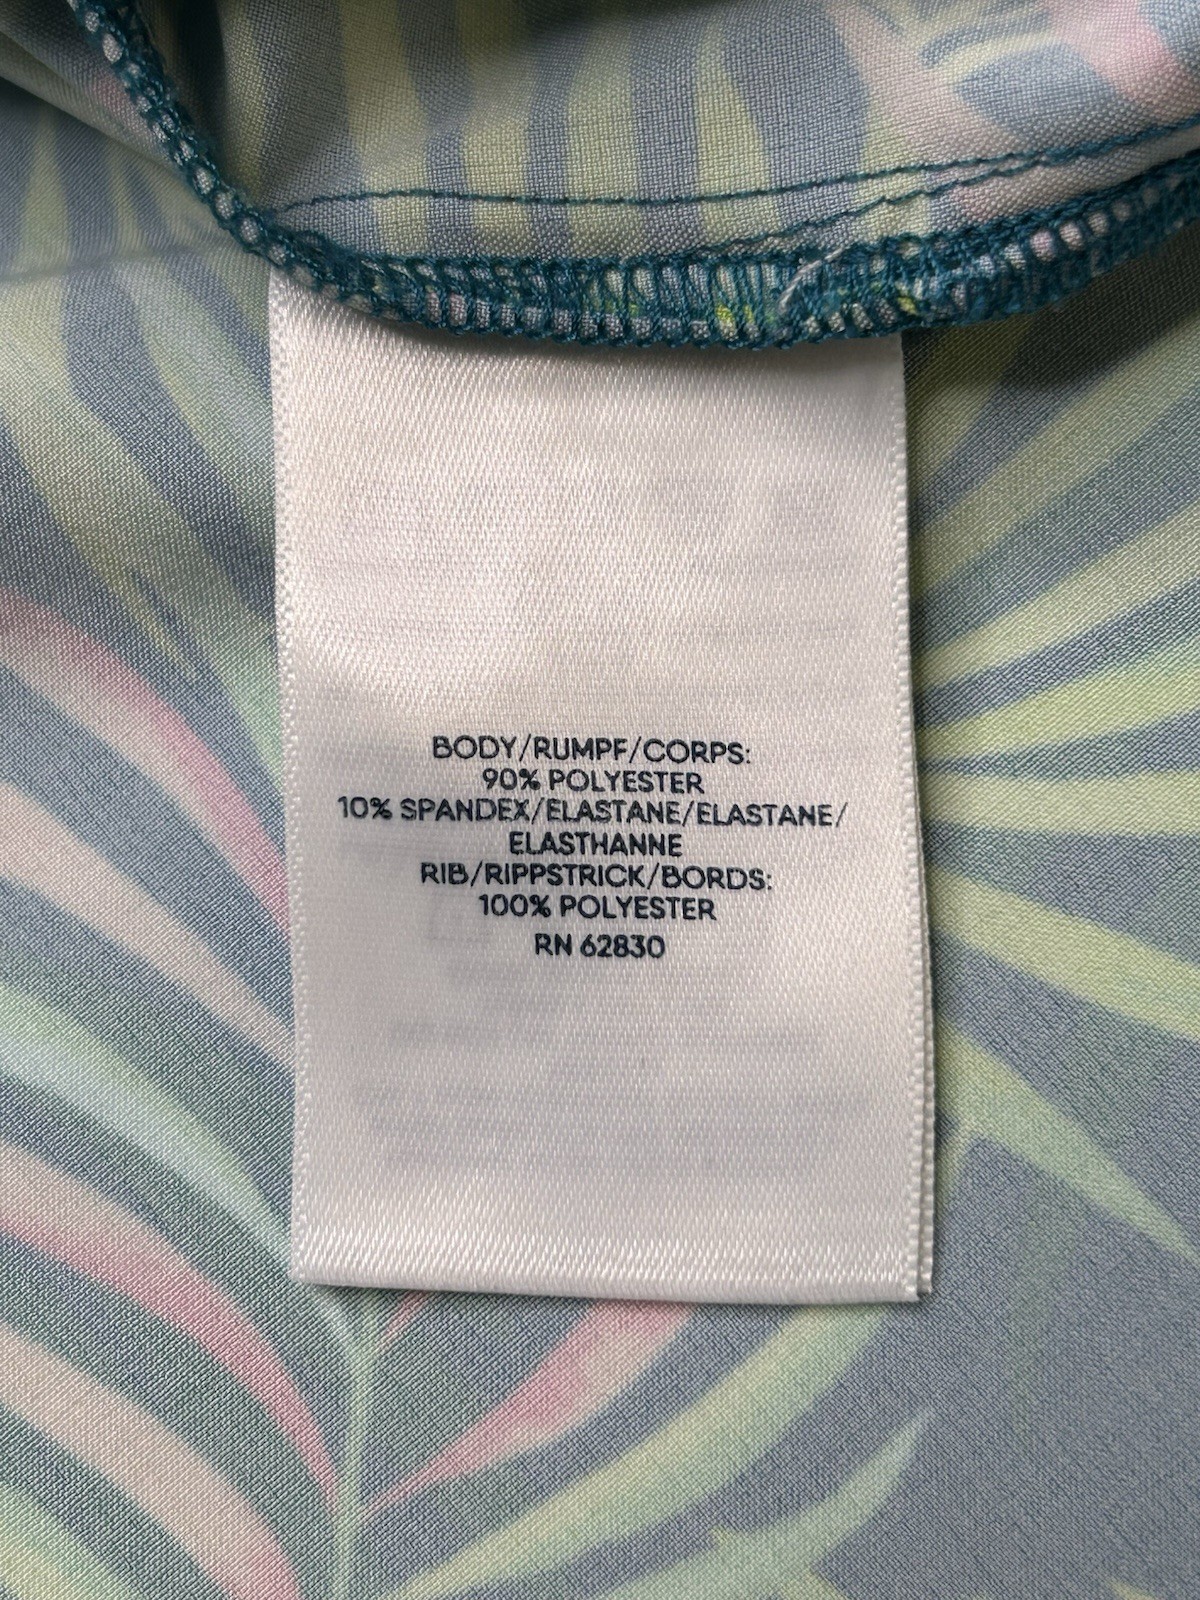 BODY/RUMPF/CORPS:
90% POLYESTER
10% SPANDEX/ELASTANE/ELASTANE/
ELASTHANNE
RIB/RIPPSTRICK/BORDS:
100% POLYESTER
RN 62830